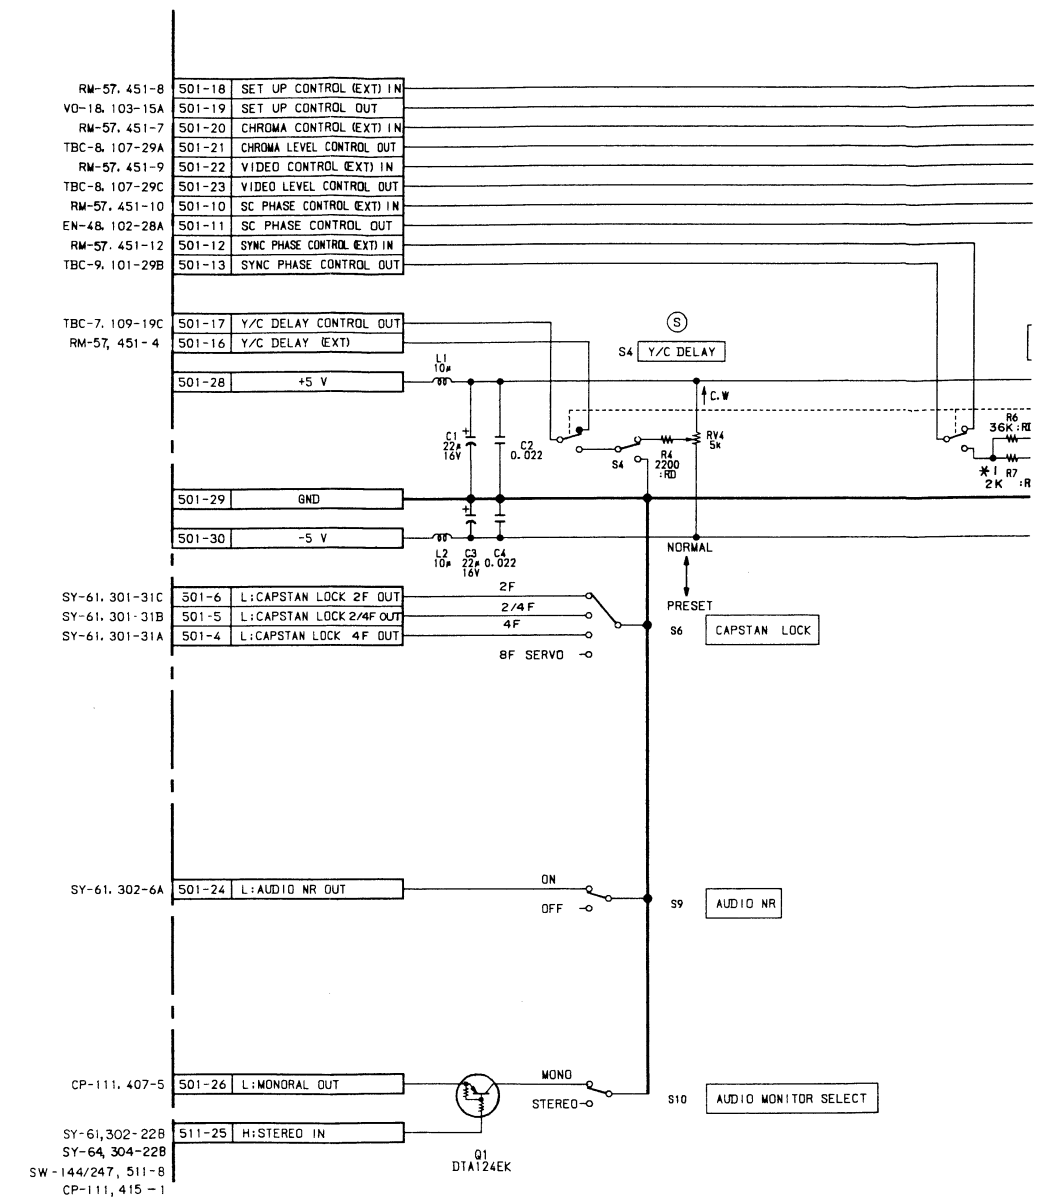 RM-57. 451-8 501-18 SET UP CONTROL (EXT) IN
VO-18. 103-15A 501-19 SET UP CONTROL OUT
RM-57. 451-7 501-20 CHROMA CONTROL (EXT) IN
TBC-8. 107-29A 501-21 CHROMA LEVEL CONTROL OUT
RM-57. 451-9 501-22 VIDEO CONTROL (EXT) IN
TBC-8. 107-29C 501-23 VIDEO LEVEL CONTROL OUT
RM-57. 451-10 501-10 SC PHASE CONTROL (EXT) IN
EN-48. 102-28A 501-11 SC PHASE CONTROL OUT
RM-57. 451-12 501-12 SYNC PHASE CONTROL (EXT) IN
TBC-9. 101-29B 501-13 SYNC PHASE CONTROL OUT
TBC-7. 109-19C 501-17 Y/C DELAY CONTROL OUT
S
RM-57, 451-4 501-16 Y/C DELAY (EXT)
S4 Y/C DELAY
L1
10μ
501-28 +5 V
C.W
C1
22μ
16V
+
C2
0.022
S4
R4
2200
:RD
RV4
5k
R6
36K :RD
*1 R7
2K :R
501-29 GND
+
501-30 -5 V
L2
10μ
C3
22μ
16V
C4
0.022
NORMAL
PRESET
SY-61. 301-31C 501-6 L:CAPSTAN LOCK 2F OUT 2F
SY-61. 301-31B 501-5 L:CAPSTAN LOCK 2/4F OUT 2/4F
SY-61. 301-31A 501-4 L:CAPSTAN LOCK 4F OUT 4F
S6 CAPSTAN LOCK
8F SERVO
SY-61. 302-6A 501-24 L:AUDIO NR OUT ON
OFF
S9 AUDIO NR
CP-111. 407-5 501-26 L:MONORAL OUT MONO
STEREO
S10 AUDIO MONITOR SELECT
SY-61,302-22B 511-25 H:STEREO IN
SY-64, 304-22B
SW-144/247, 511-8
CP-111, 415-1
Q1
DTA124EK